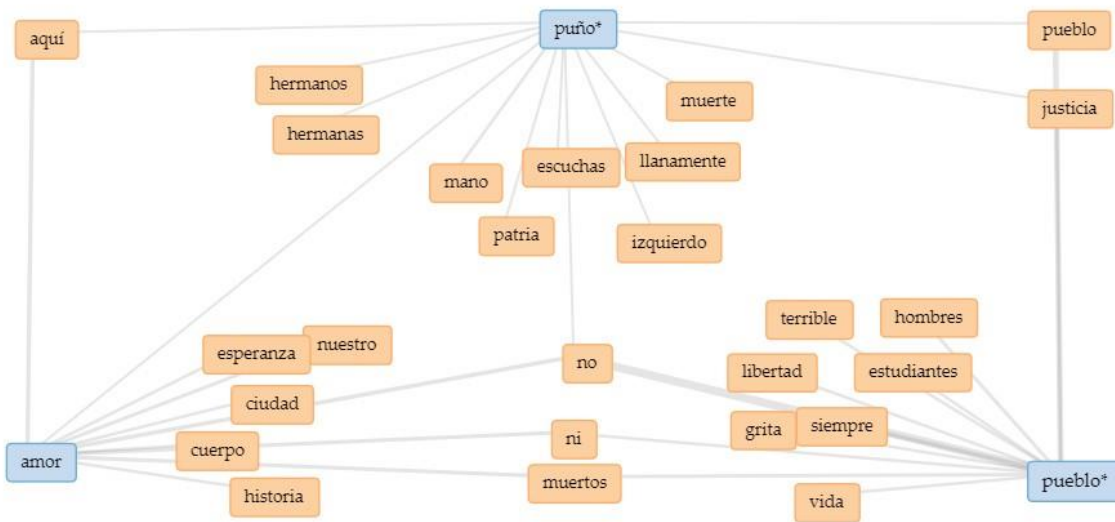 puño*
pueblo
aquí
hermanos
muerte
justicia
hermanas
escuchas
llanamente
mano
patria
izquierdo
terrible
hombres
esperanza
nuestro
no
libertad
estudiantes
ciudad
grita
siempre
ni
cuerpo
amor
muertos
pueblo*
historia
vida